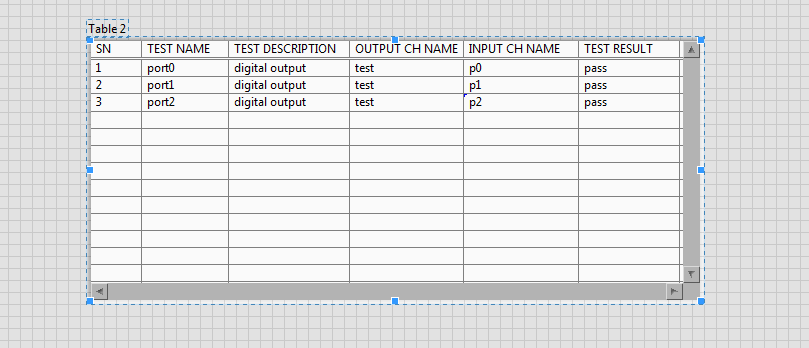 Table 2
SN TEST NAME TEST DESCRIPTION OUTPUT CH NAME INPUT CH NAME TEST RESULT
1 port0 digital output test p0 pass
2 port1 digital output test p1 pass
3 port2 digital output test p2 pass